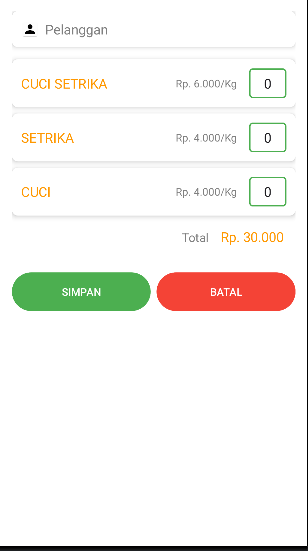 Pelanggan
CUCI SETRIKA Rp. 6.000/Kg 0
SETRIKA Rp. 4.000/Kg 0
CUCI Rp. 4.000/Kg 0
Total Rp. 30.000
SIMPAN BATAL